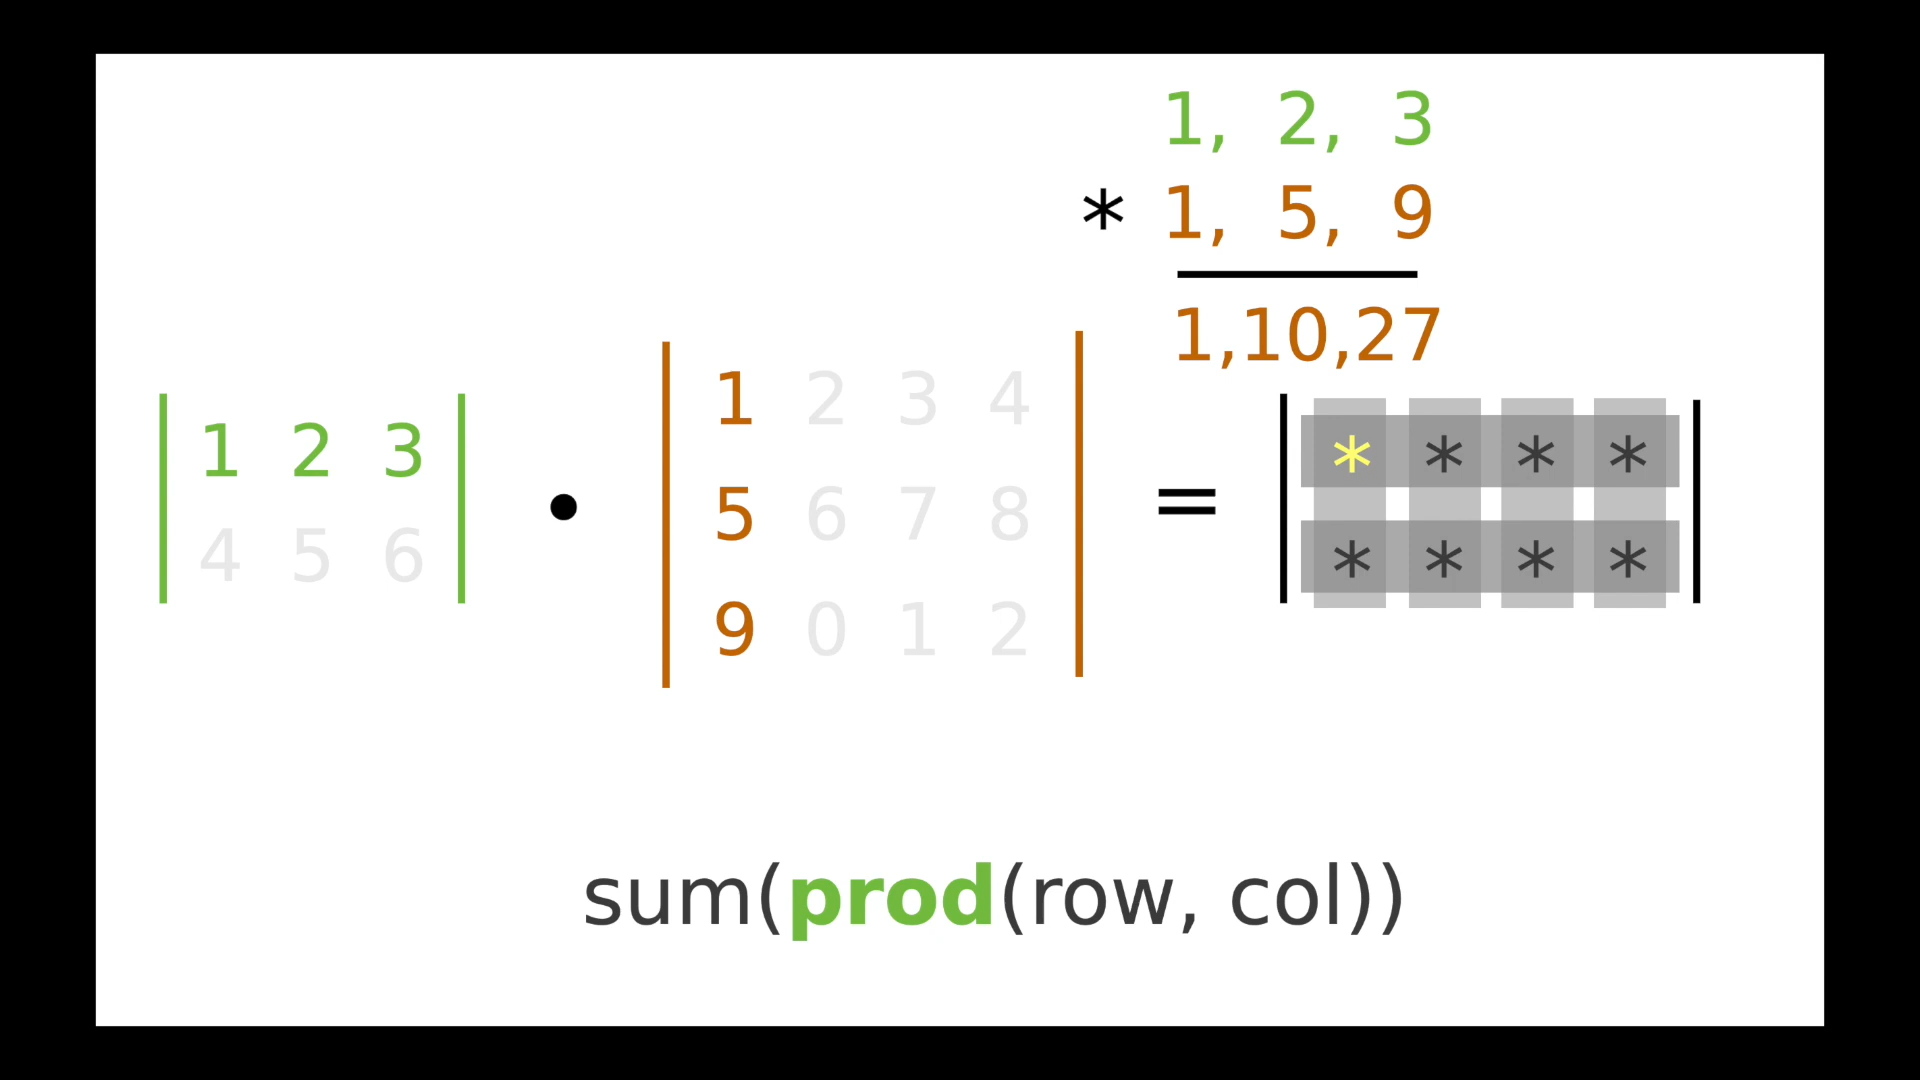 1, 2, 3
* 1, 5, 9
1,10,27
1 2 3
4 5 6
•
1 2 3 4
5 6 7 8
9 0 1 2
=
* * * *
* * * *
sum(prod(row, col))